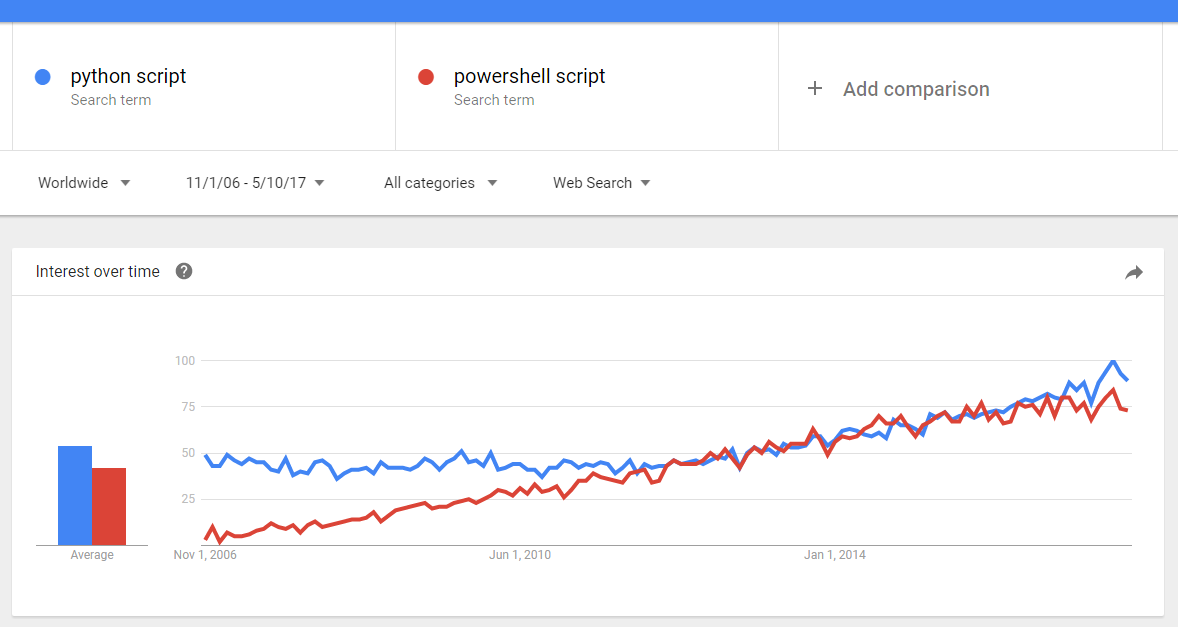 python script
Search term
powershell script
Search term
+ Add comparison
Worldwide
11/1/06 - 5/10/17
All categories
Web Search
Interest over time ?
100
75
50
25
Average
Nov 1, 2006
Jun 1, 2010
Jan 1, 2014